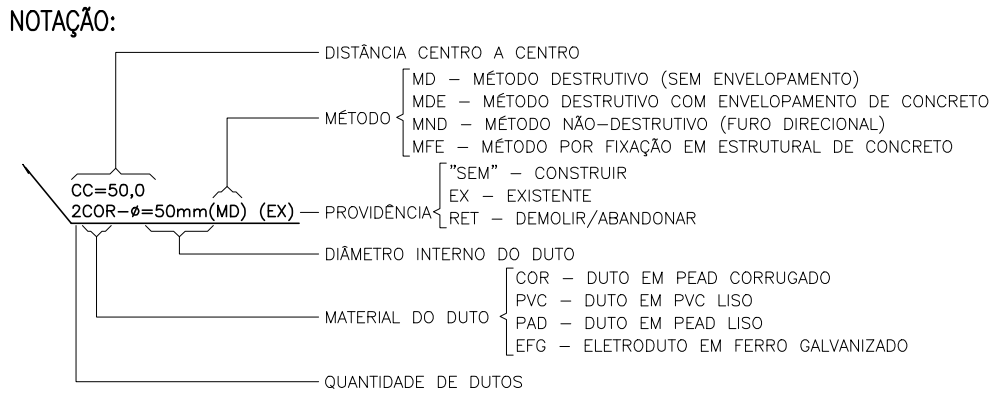 NOTAÇÃO:
DISTÂNCIA CENTRO A CENTRO
MÉTODO
MD – MÉTODO DESTRUTIVO (SEM ENVELOPAMENTO)
MDE – MÉTODO DESTRUTIVO COM ENVELOPAMENTO DE CONCRETO
MND – MÉTODO NÃO–DESTRUTIVO (FURO DIRECIONAL)
MFE – MÉTODO POR FIXAÇÃO EM ESTRUTURAL DE CONCRETO
CC=50,0
2COR–ø=50mm(MD) (EX)
PROVIDÊNCIA
"SEM" – CONSTRUIR
EX – EXISTENTE
RET – DEMOLIR/ABANDONAR
DIÂMETRO INTERNO DO DUTO
MATERIAL DO DUTO
COR – DUTO EM PEAD CORRUGADO
PVC – DUTO EM PVC LISO
PAD – DUTO EM PEAD LISO
EFG – ELETRODUTO EM FERRO GALVANIZADO
QUANTIDADE DE DUTOS